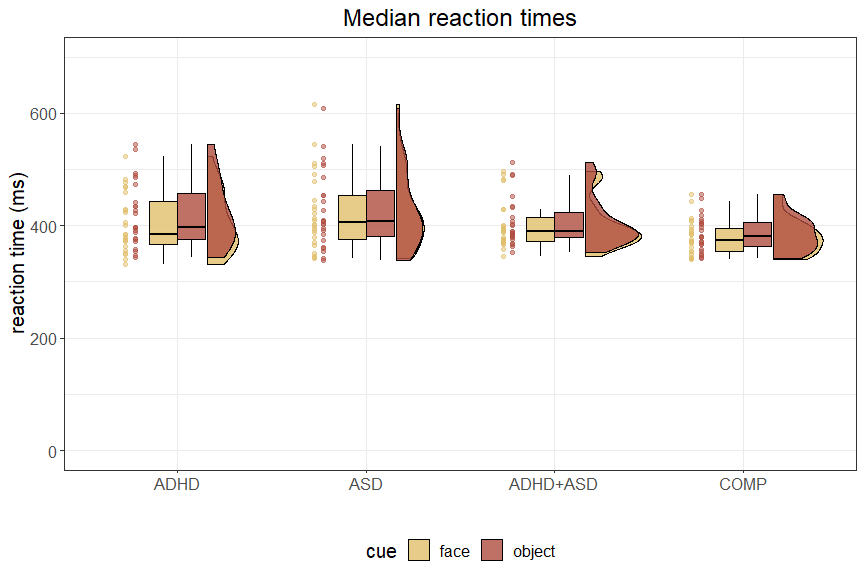 Median reaction times
reaction time (ms)
600
400
200
0
ADHD
ASD
ADHD+ASD
COMP
cue
face
object